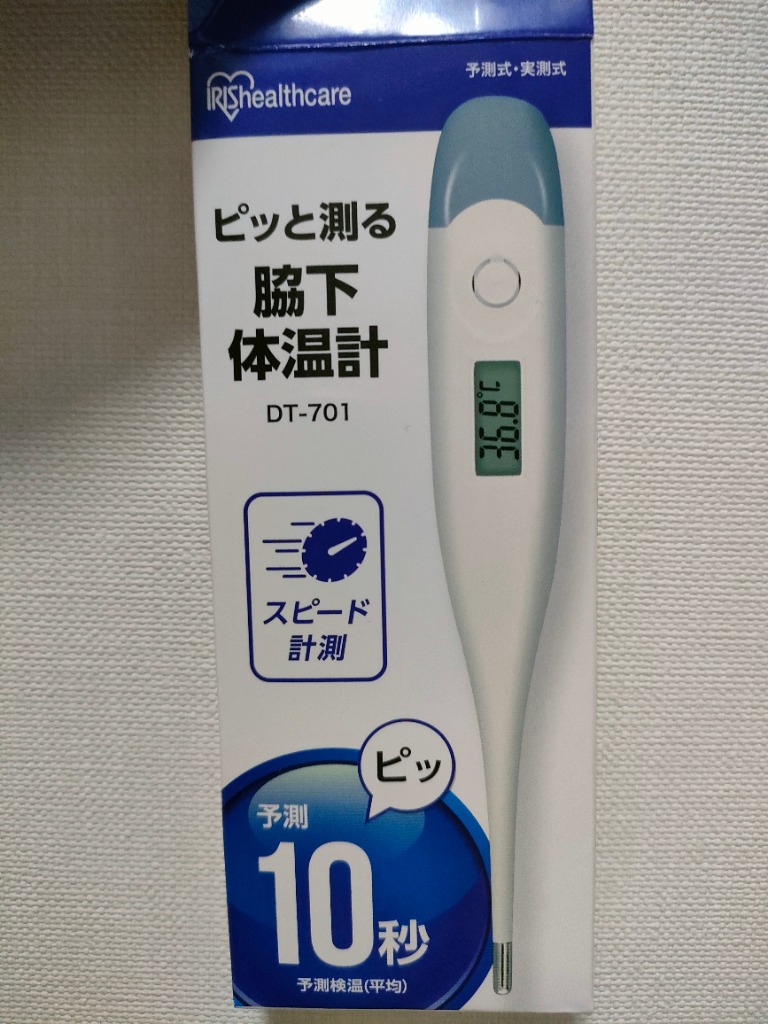 予測式・実測式
IRIShealthcare
ピッと測る
脇下
体温計
DT-701
36.8℃
スピード
計測
ピッ
予測
10秒
予測検温(平均)